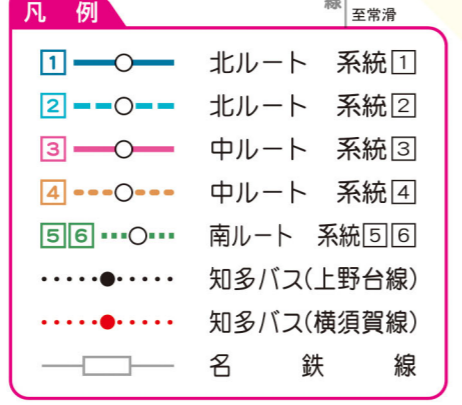 線
至常滑
凡 例
1 北ルート 系統1
2 北ルート 系統2
3 中ルート 系統3
4 中ルート 系統4
56 南ルート 系統56
知多バス(上野台線)
知多バス(横須賀線)
名鉄線